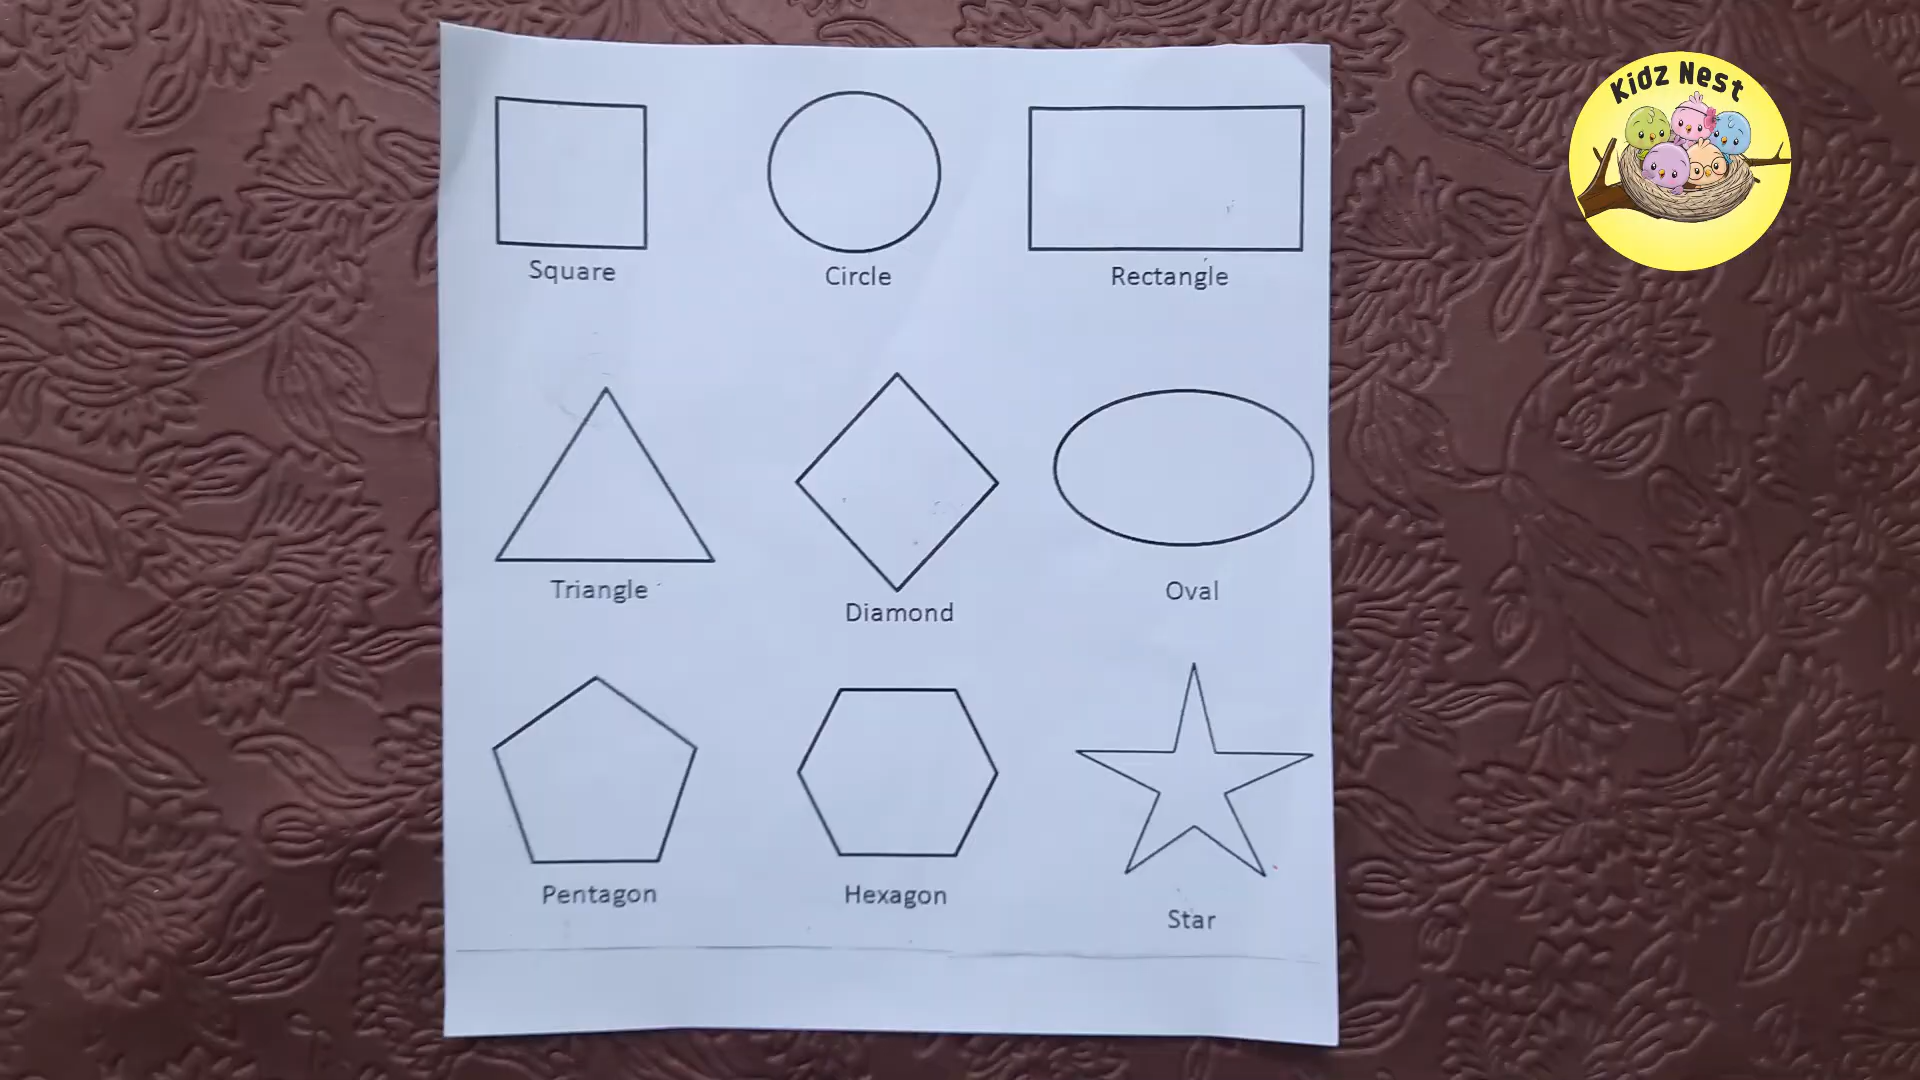 Kidz Nest
Square
Circle
Rectangle
Triangle
Diamond
Oval
Pentagon
Hexagon
Star